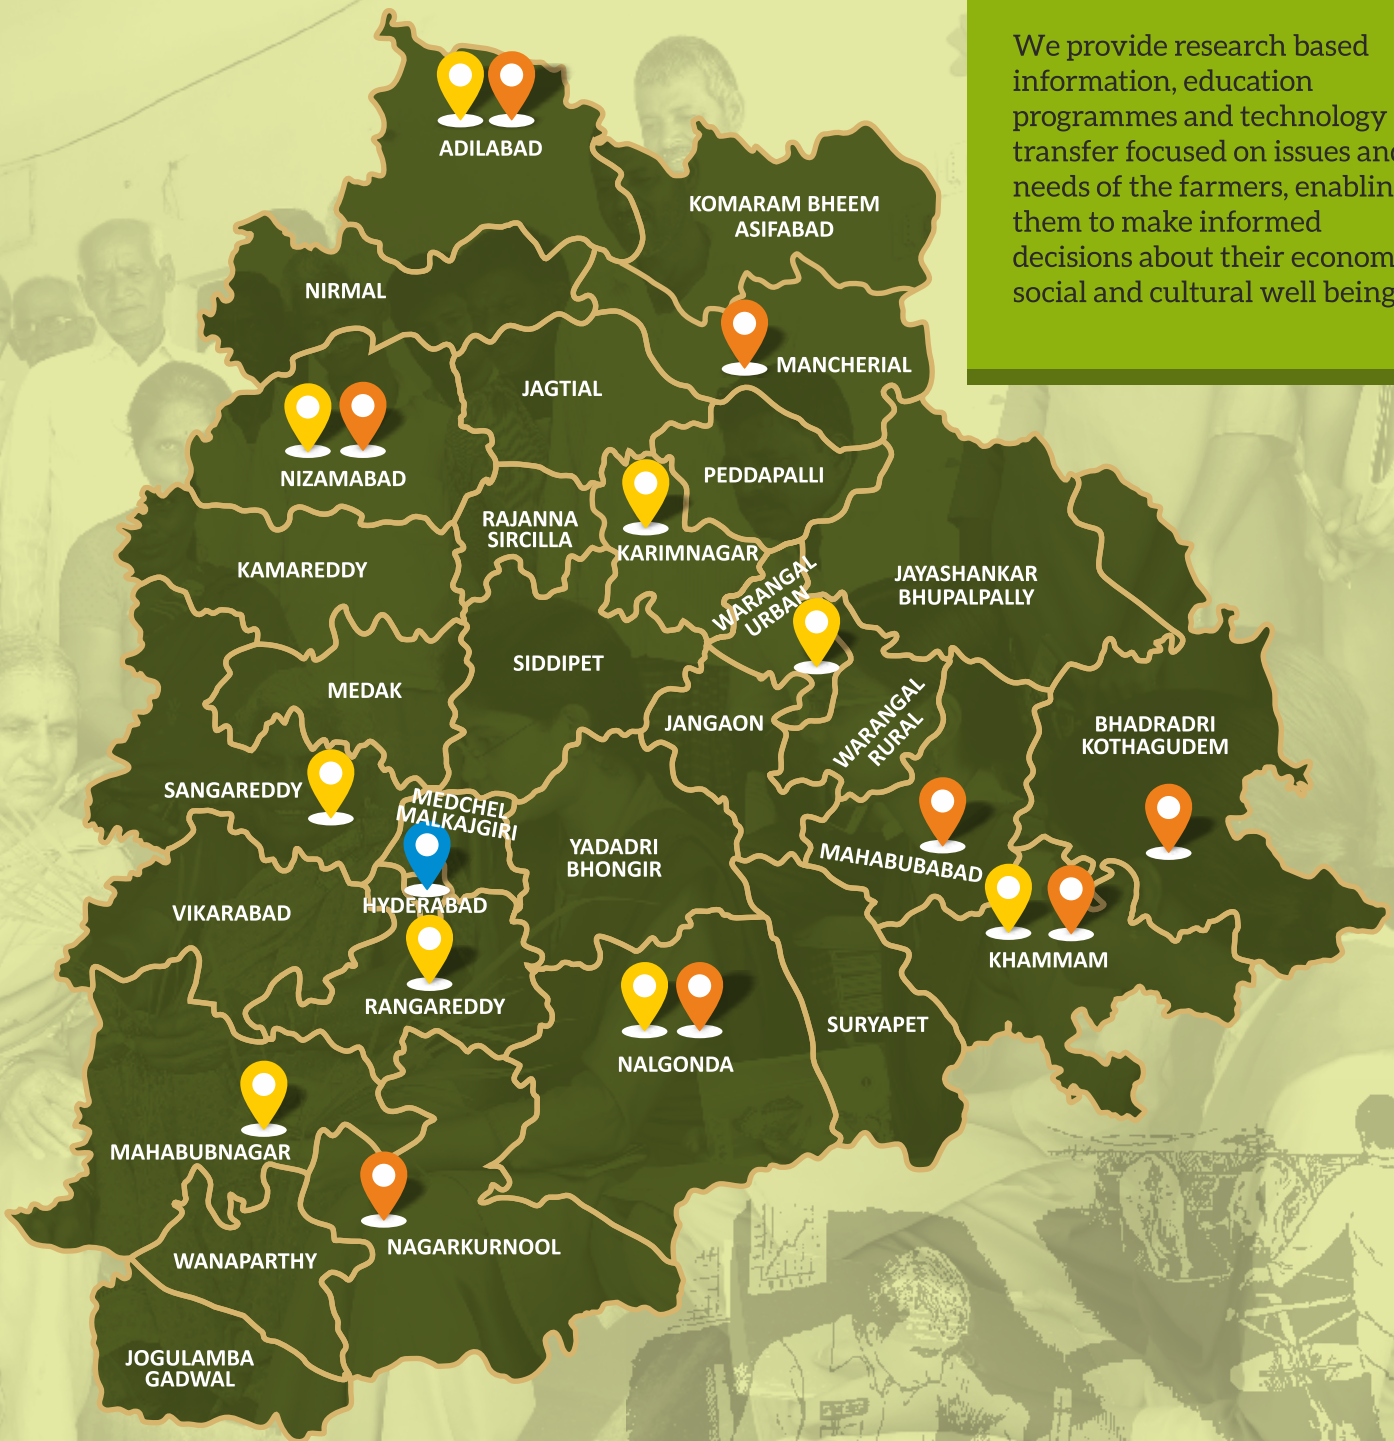 We provide research based
information, education
programmes and technology
transfer focused on issues an
needs of the farmers, enablin
them to make informed
decisions about their econom
social and cultural well being
ADILABAD
KOMARAM BHEEM
ASIFABAD
NIRMAL
MANCHERIAL
JAGTIAL
NIZAMABAD
PEDDAPALLI
RAJANNA
SIRCILLA
KARIMNAGAR
KAMAREDDY
WARANGAL
URBAN
JAYASHANKAR
BHUPALPALLY
SIDDIPET
MEDAK
JANGAON
WARANGAL
RURAL
BHADRADRI
KOTHAGUDEM
SANGAREDDY
MEDCHEL
MALKAJGIRI
YADADRI
BHONGIR
MAHABUBABAD
VIKARABAD
HYDERABAD
KHAMMAM
RANGAREDDY
SURYAPET
NALGONDA
MAHABUBNAGAR
NAGARKURNOOL
WANAPARTHY
JOGULAMBA
GADWAL